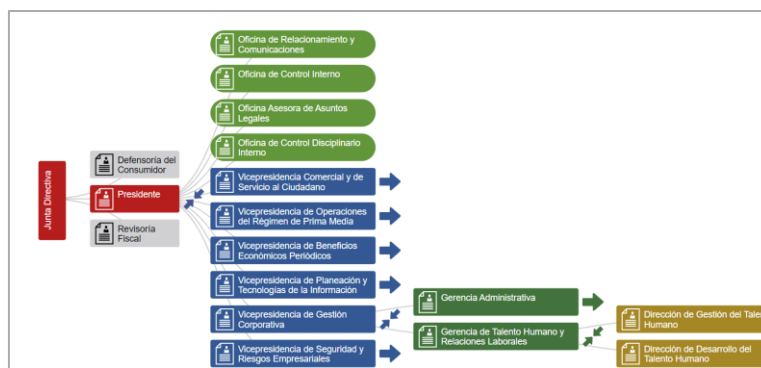 Oficina de Relacionamiento y
Comunicaciones
Oficina de Control Interno
Oficina Asesora de Asuntos
Legales
Oficina de Control Disciplinario
Interno
Junta Directiva
Defensoría del
Consumidor
Presidente
Revisoría
Fiscal
Vicepresidencia Comercial y de
Servicio al Ciudadano
Vicepresidencia de Operaciones
del Régimen de Prima Media
Vicepresidencia de Beneficios
Económicos Periódicos
Vicepresidencia de Planeación y
Tecnologías de la Información
Vicepresidencia de Gestión
Corporativa
Vicepresidencia de Seguridad y
Riesgos Empresariales
Gerencia Administrativa
Gerencia de Talento Humano y
Relaciones Laborales
Dirección de Gestión del
Humano
Dirección de Desarrollo del
Talento Humano